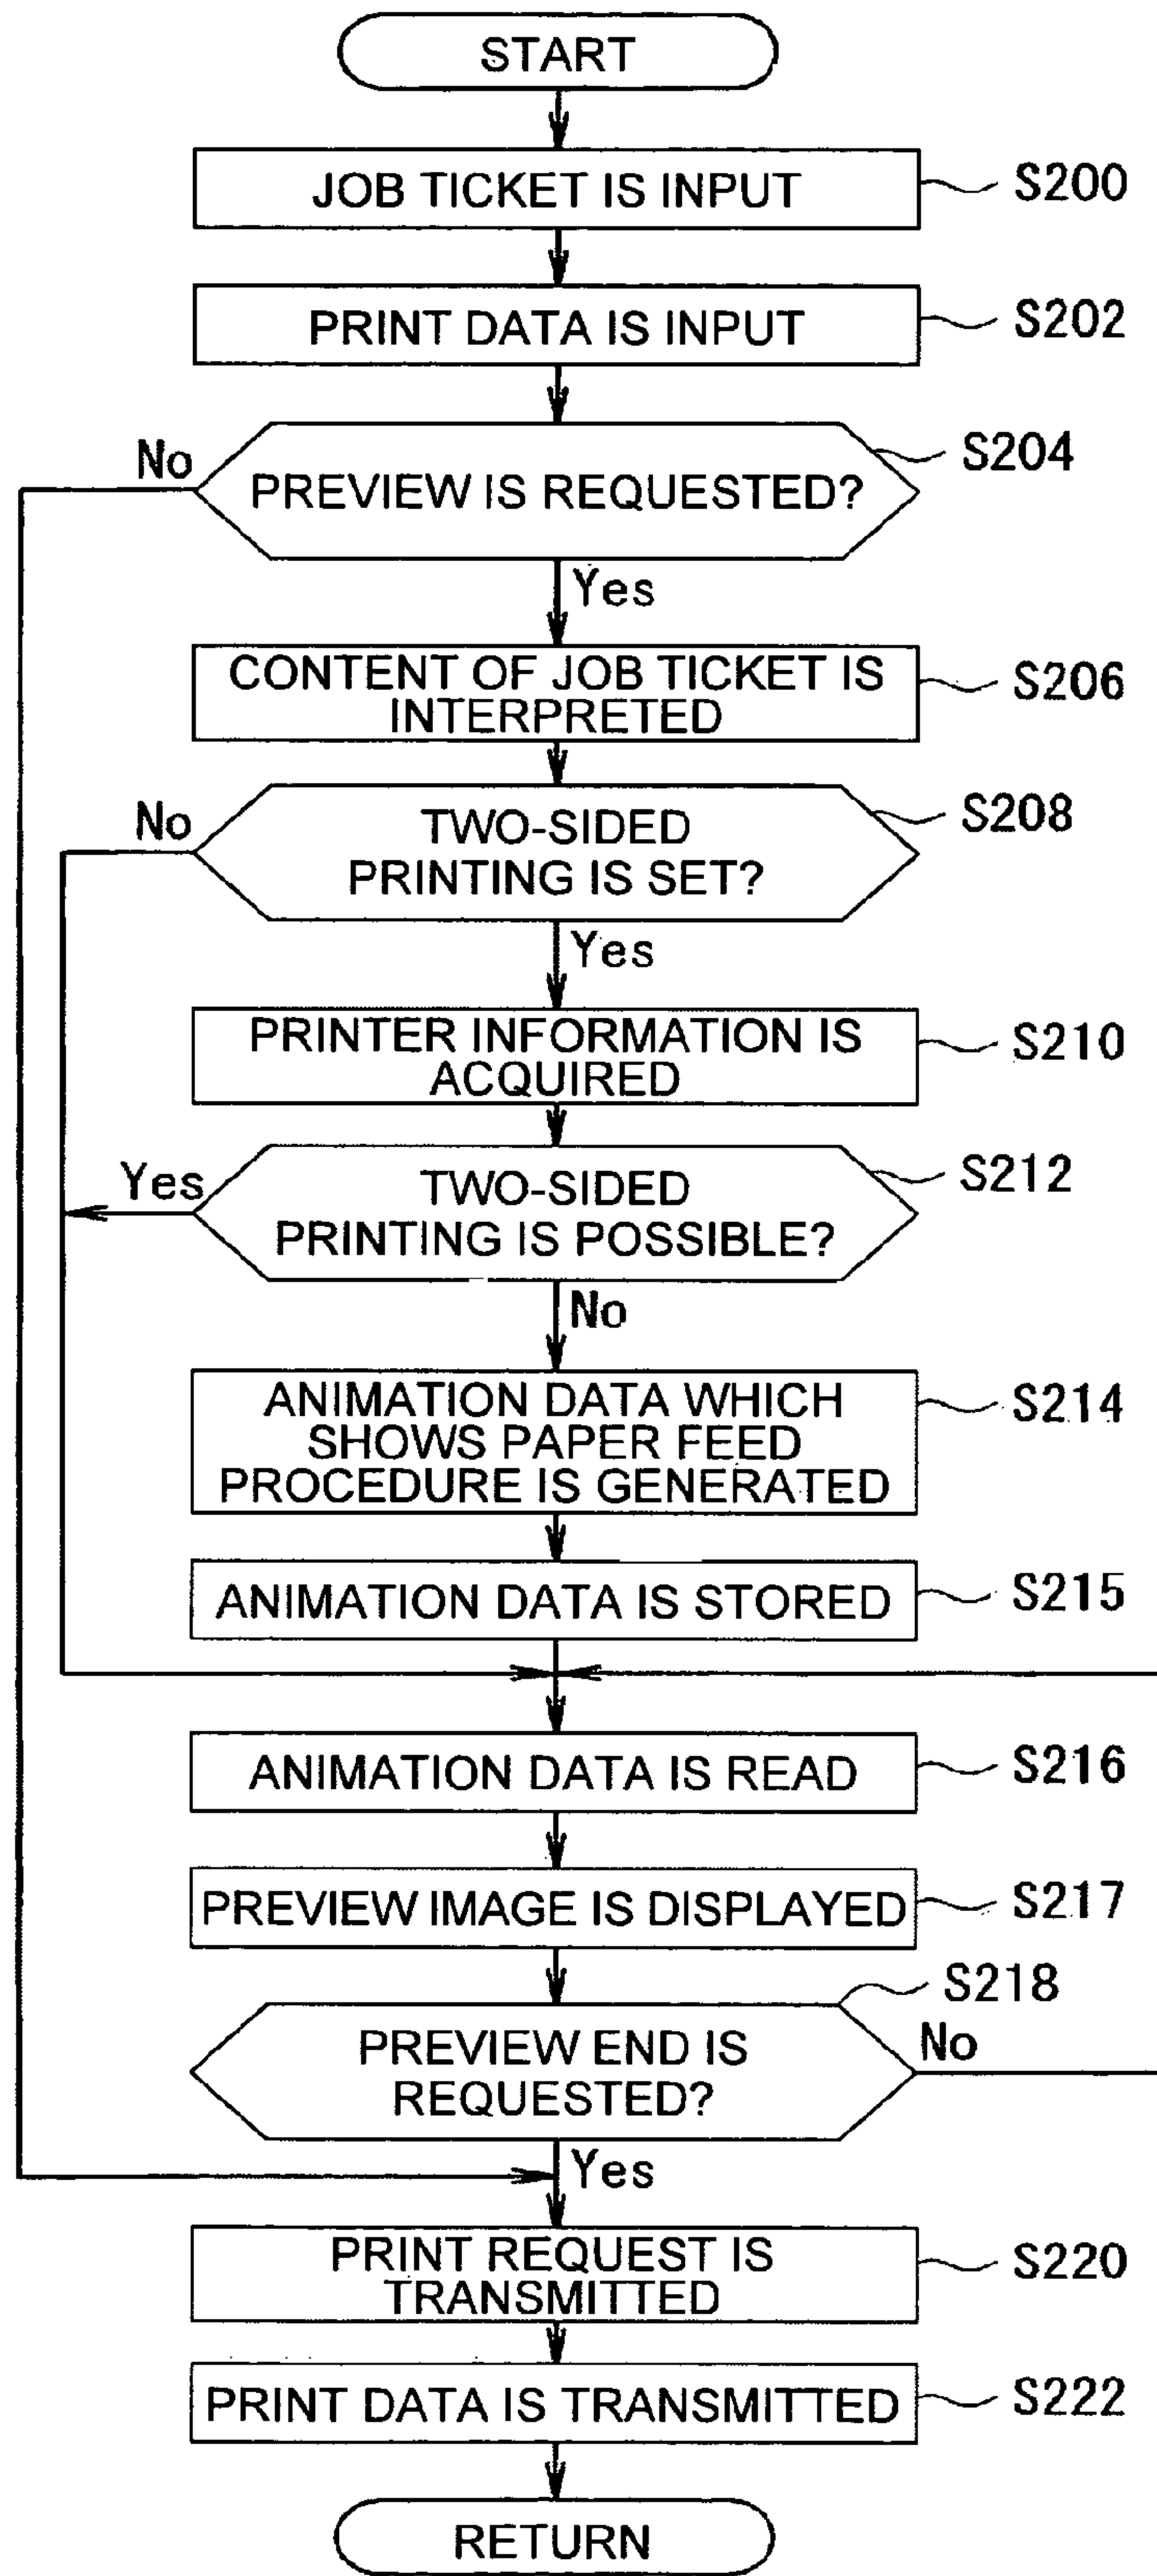 START
JOB TICKET IS INPUT
S200
PRINT DATA IS INPUT
S202
No
PREVIEW IS REQUESTED?
S204
Yes
CONTENT OF JOB TICKET IS
INTERPRETED
S206
No
TWO-SIDED
PRINTING IS SET?
S208
Yes
PRINTER INFORMATION IS
ACQUIRED
S210
Yes
TWO-SIDED
PRINTING IS POSSIBLE?
S212
No
ANIMATION DATA WHICH
SHOWS PAPER FEED
PROCEDURE IS GENERATED
S214
ANIMATION DATA IS STORED
S215
ANIMATION DATA IS READ
S216
PREVIEW IMAGE IS DISPLAYED
S217
S218
PREVIEW END IS
REQUESTED?
No
Yes
PRINT REQUEST IS
TRANSMITTED
S220
PRINT DATA IS TRANSMITTED
S222
RETURN